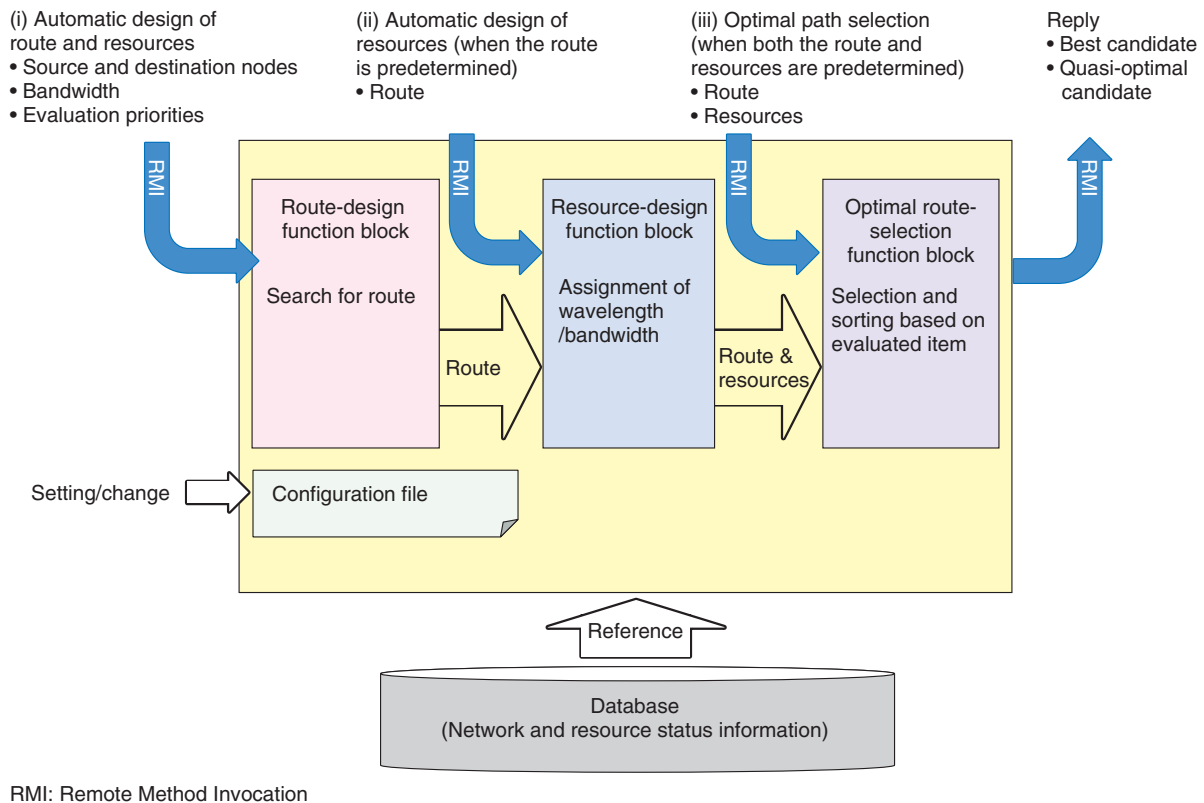 (i) Automatic design of
route and resources
• Source and destination nodes
• Bandwidth
• Evaluation priorities
(ii) Automatic design of
resources (when the route
is predetermined)
• Route
(iii) Optimal path selection
(when both the route and
resources are predetermined)
• Route
• Resources
Reply
• Best candidate
• Quasi-optimal
candidate
RMI
RMI
RMI
RMI
Route-design
function block
Search for route
Route
Resource-design
function block
Assignment of
wavelength
/bandwidth
Route &
resources
Optimal route-
selection
function block
Selection and
sorting based on
evaluated item
Setting/change
Configuration file
Reference
Database
(Network and resource status information)
RMI: Remote Method Invocation